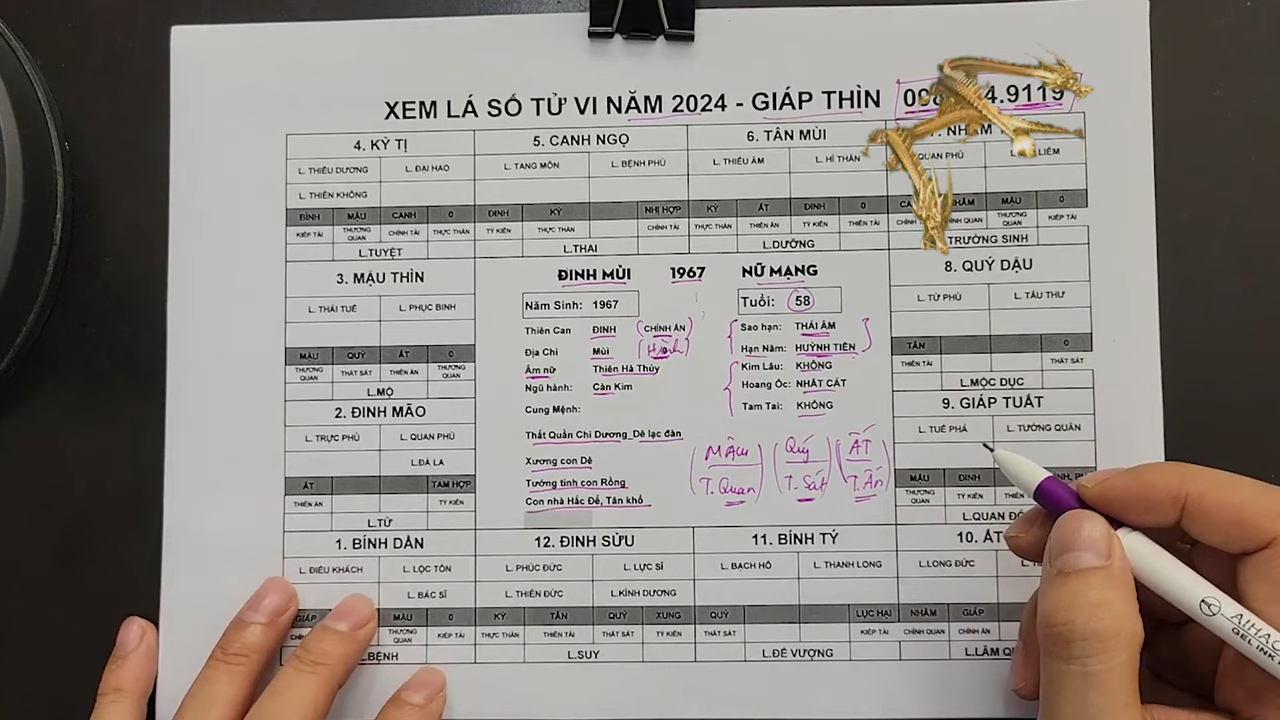 XEM LÁ SỐ TỬ VI NĂM 2024 - GIÁP THÌN 4.9119
4. KỶ TỊ 5. CANH NGỌ 6. TÂN MÙI
L. THIẾU DƯƠNG L. ĐẠI HAO L. TANG MÔN L. BỆNH PHÙ L. THIẾU ÂM L. HỈ THẦN QUAN PHÙ LIÊM
L. THIÊN KHÔNG
BÍNH MẬU CANH 0 ĐINH KỶ NHỊ HỢP KỶ ẤT ĐINH 0 MẬU 0
KIẾP TÀI THƯƠNG QUAN CHÍNH TÀI THỰC THẦN TỶ KIÊN THỰC THẦN CHÍNH TÀI THỰC THẦN THIÊN ẤN TỶ KIÊN THIÊN TÀI THƯƠNG QUAN KIẾP TÀI
L.TUYỆT L.THAI L.DƯỠNG TRƯỜNG SINH
3. MẬU THÌN ĐINH MÙI 1967 NỮ MẠNG 8. QUÝ DẬU
L. THÁI TUẾ L. PHỤC BINH Năm Sinh: 1967 Tuổi: 58 L. TỬ PHÙ L. TẤU THƯ
Thiên Can ĐINH (CHÍNH ẤN) Sao hạn: THÁI ÂM
MẬU QUÝ ẤT 0 Địa Chi Mùi Hạn Năm: HUỲNH TIỀN TÂN 0
THƯƠNG QUAN THẤT SÁT THIÊN ẤN THƯƠNG QUAN Âm nữ Thiên Hà Thủy Kim Lâu: KHÔNG THIÊN TÀI THẤT SÁT
L.MỘ Ngũ hành: Càn Kim Hoang Ốc: NHẤT CÁT L.MỘC DỤC
2. ĐINH MÃO Cung Mệnh: Tam Tai: KHÔNG 9. GIÁP TUẤT
L. TRỰC PHÙ L. QUAN PHÙ Thất Quần Chi Dương_Dê lạc đàn L. TUẾ PHÁ L. TƯỚNG QUÂN
L.ĐÀ LA Xương con Dê Mậu Quý ẤT
ẤT TAM HỢP Tướng tinh con Rồng T.Quan T.Sát T.Ấn MẬU ĐINH
THIÊN ẤN TỶ KIÊN Con nhà Hắc Đế, Tân khổ THƯƠNG QUAN TỶ KIÊN
L.TỬ L.QUAN
1. BÍNH DẦN 12. ĐINH SỬU 11. BÍNH TÝ 10. ẤT
L. ĐIẾU KHÁCH L. LỘC TỒN L. PHÚC ĐỨC L. LỰC SĨ L. BẠCH HỔ L. THANH LONG L.LONG ĐỨC
L. BÁC SĨ L. THIÊN ĐỨC L.KÌNH DƯƠNG
GIÁP MẬU 0 KỶ TÂN QUÝ XUNG QUÝ LỤC HẠI NHÂM GIÁP
THƯƠNG QUAN KIẾP TÀI THỰC THẦN THIÊN TÀI THẤT SÁT TỶ KIÊN THẤT SÁT KIẾP TÀI CHÍNH QUAN CHÍNH ẤN
BỆNH L.SUY L.ĐẾ VƯỢNG
GEL INK